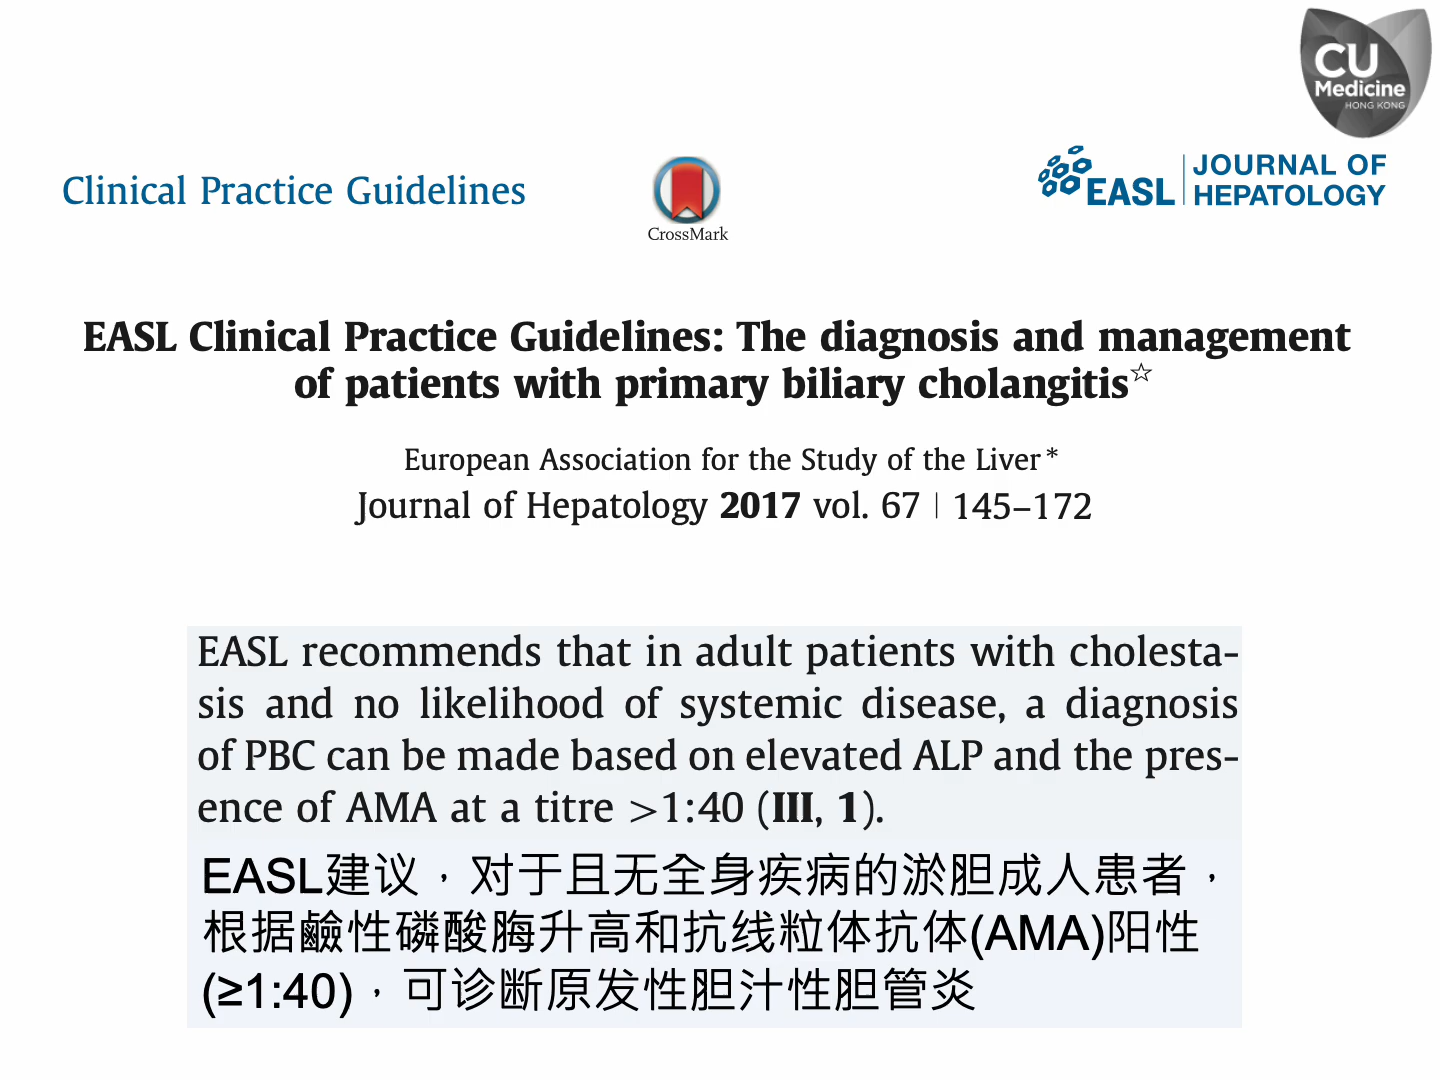 CU
Medicine
HONG KONG
Clinical Practice Guidelines
CrossMark
EASL
JOURNAL OF
HEPATOLOGY
EASL Clinical Practice Guidelines: The diagnosis and management
of patients with primary biliary cholangitis☆
European Association for the Study of the Liver*
Journal of Hepatology 2017 vol. 67 | 145–172
EASL recommends that in adult patients with cholesta-
sis and no likelihood of systemic disease, a diagnosis
of PBC can be made based on elevated ALP and the pres-
ence of AMA at a titre >1:40 (III, 1).
EASL建议，对于且无全身疾病的淤胆成人患者，
根据鹼性磷酸脢升高和抗线粒体抗体(AMA)阳性
(≥1:40)，可诊断原发性胆汁性胆管炎